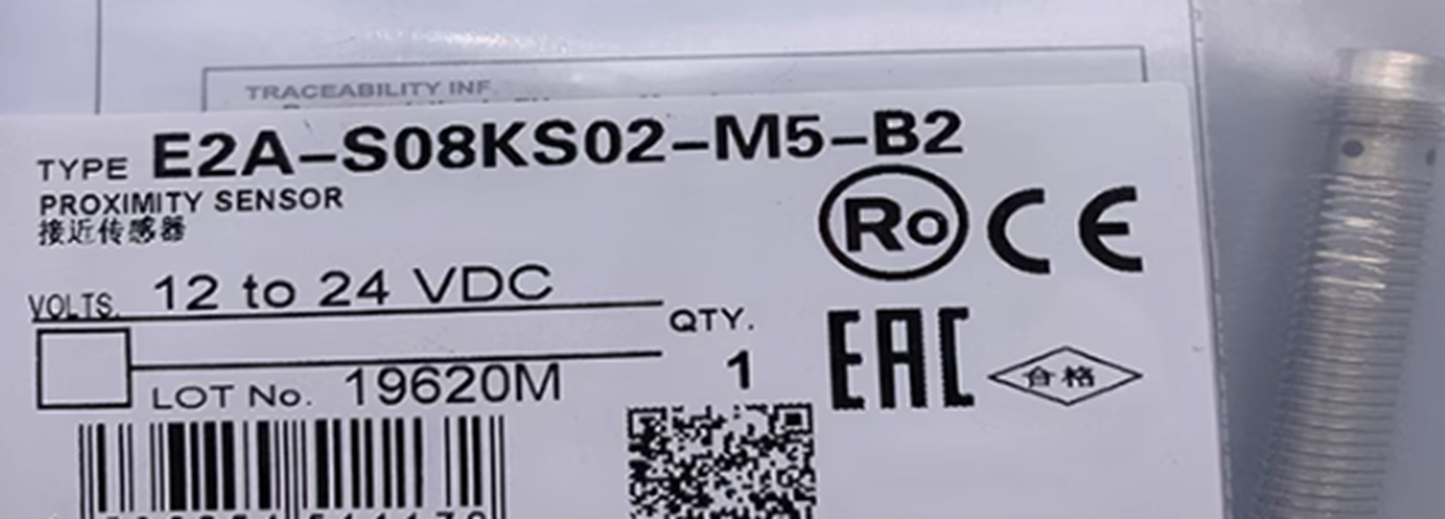 TRACEABILITY INF.
TYPE E2A-S08KS02-M5-B2
PROXIMITY SENSOR
接近传感器
VOLTS. 12 to 24 VDC
QTY.
1
LOT No. 19620M
Ro CE
EAC
合格